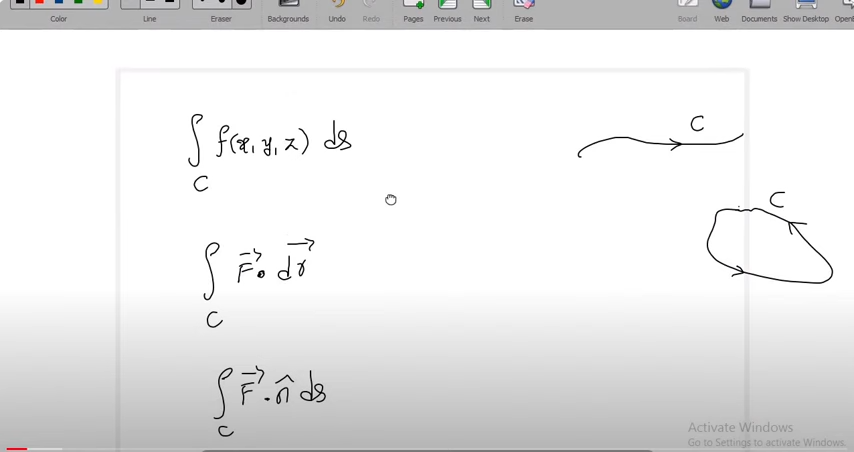 Color Line Eraser Backgrounds Undo Redo Pages Previous Next Erase Board Web Documents Show Desktop
∫_C f(x, y, z) ds
C
C
∫_C F⃗ · dr⃗
∫_C F⃗ · n̂ ds
Activate Windows
Go to Settings to activate Windows.